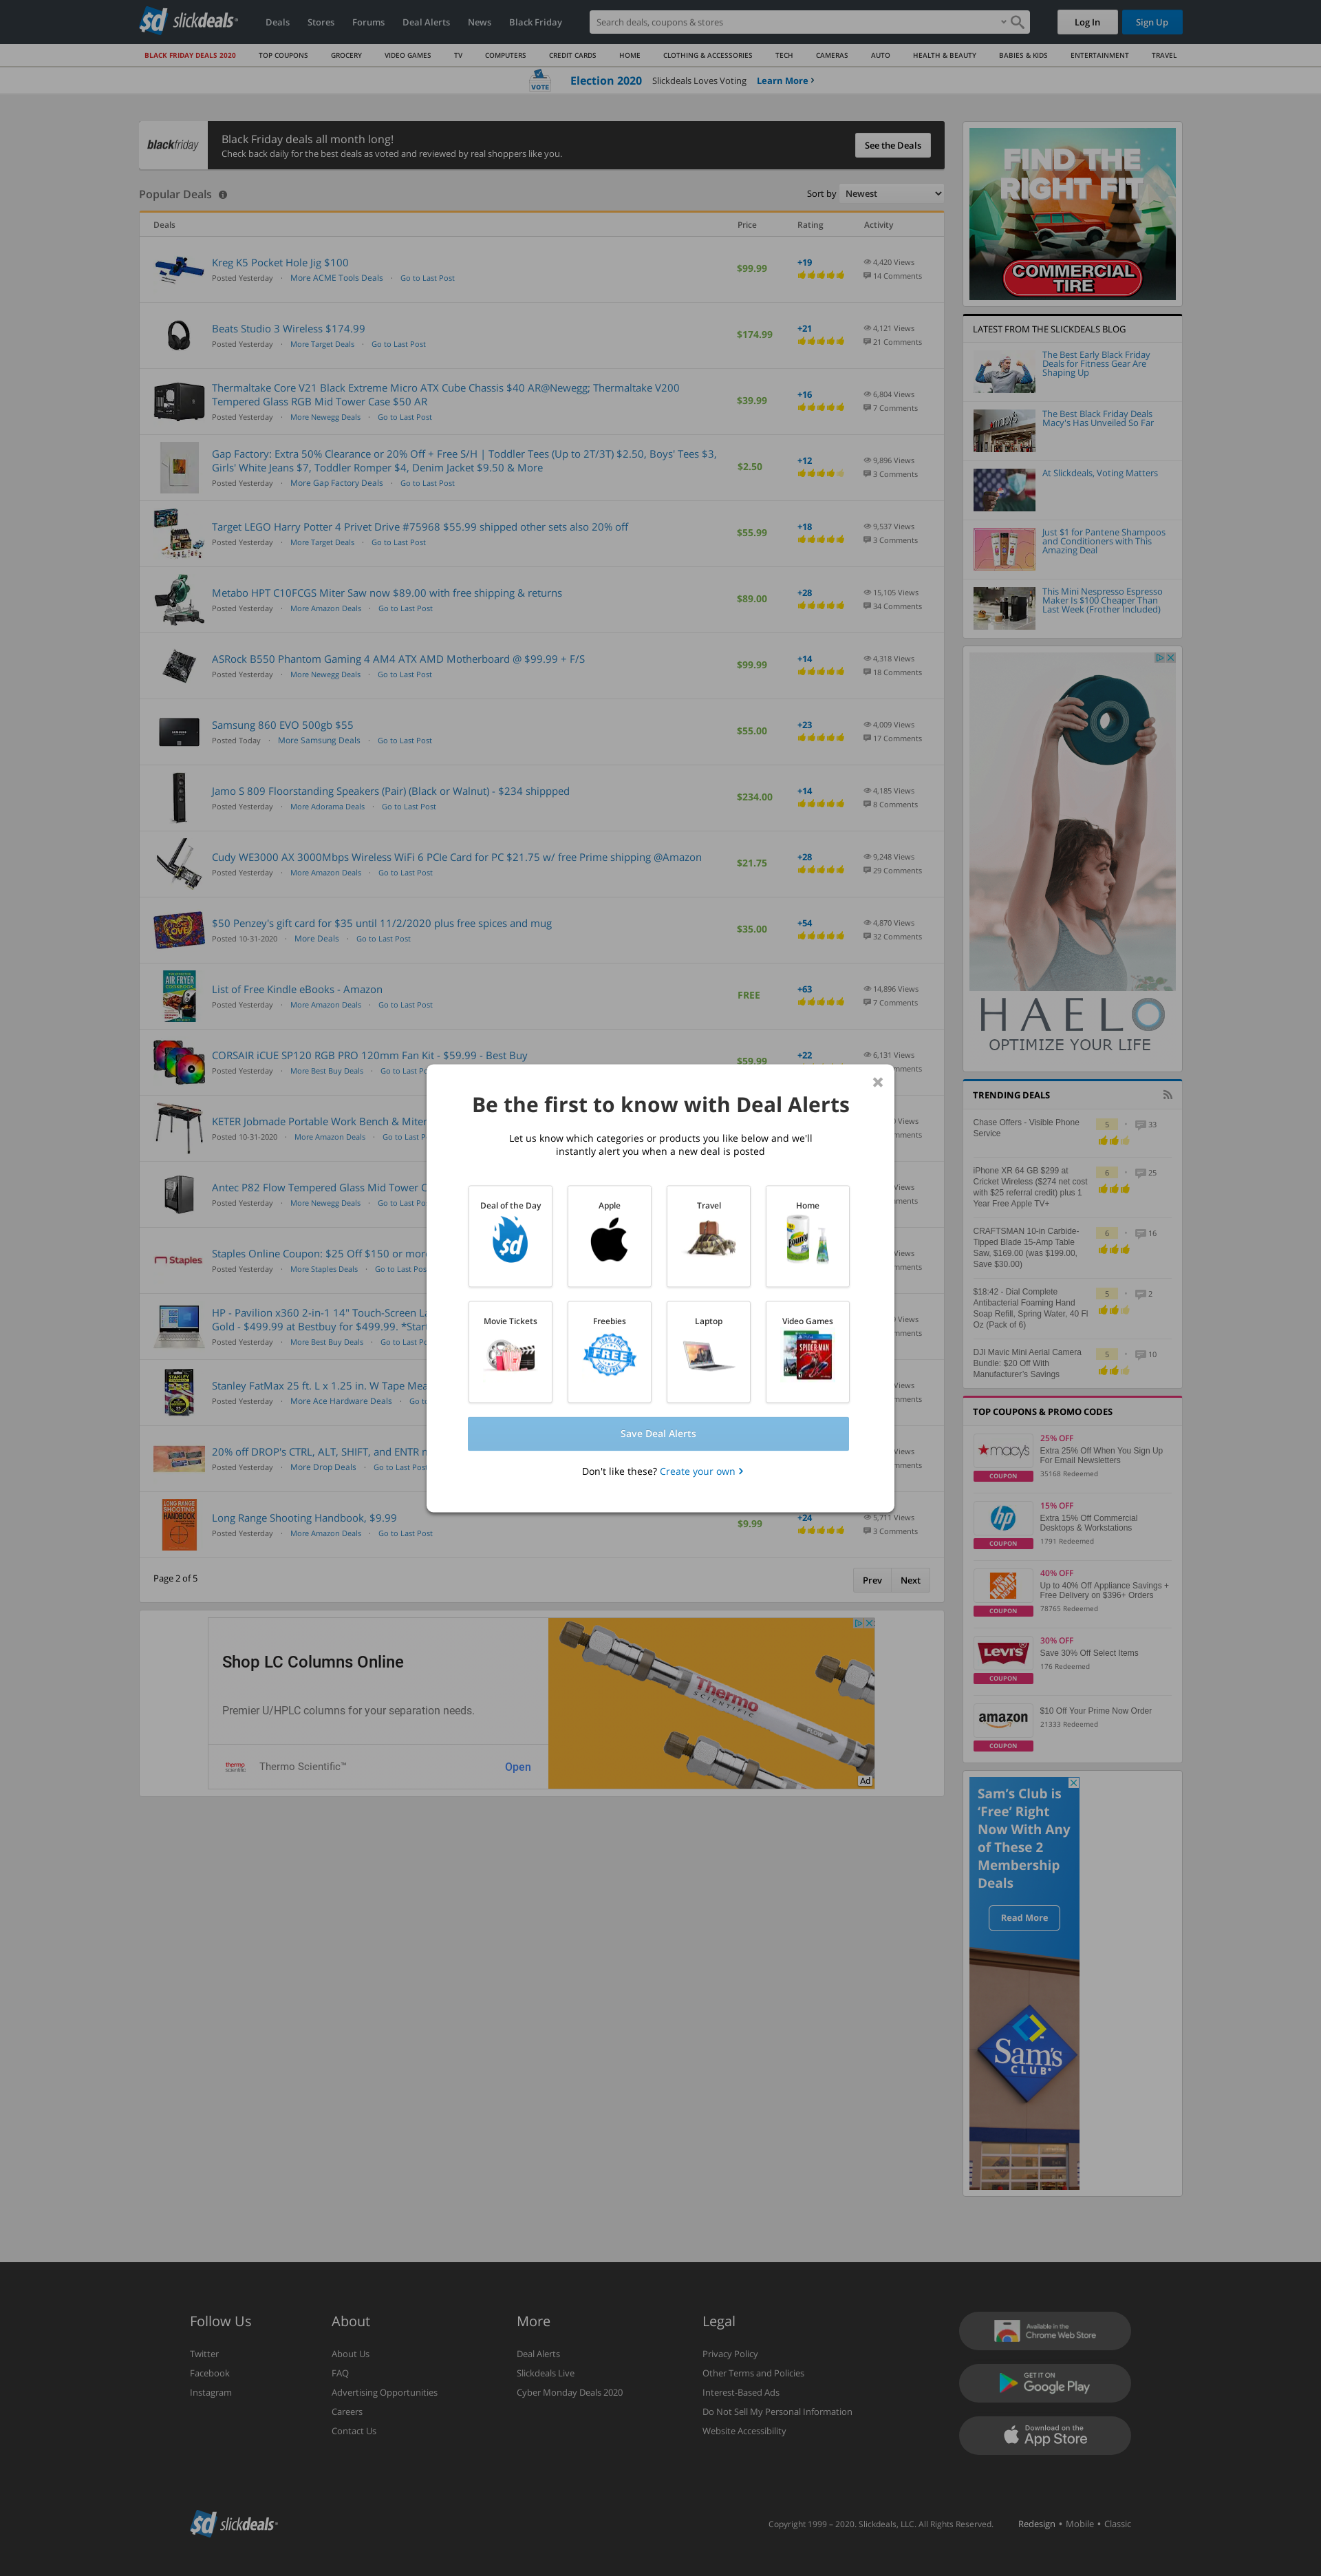 slickdeals
Deals
Stores
Forums
Deal Alerts
News
Black Friday
Search deals, coupons & stores
Log In
Sign Up
BLACK FRIDAY DEALS 2020
TOP COUPONS
GROCERY
VIDEO GAMES
TV
COMPUTERS
CREDIT CARDS
HOME
CLOTHING & ACCESSORIES
TECH
CAMERAS
AUTO
HEALTH & BEAUTY
BABIES & KIDS
ENTERTAINMENT
TRAVEL
VOTE
Election 2020
Slickdeals Loves Voting
Learn More
blackfriday
Black Friday deals all month long!
Check back daily for the best deals as voted and reviewed by real shoppers like you.
See the Deals
Popular Deals
Sort by Newest
Deals Price Rating Activity
Kreg K5 Pocket Hole Jig $100
Posted Yesterday · More ACME Tools Deals · Go to Last Post
$99.99
+19
4,420 Views
14 Comments
Beats Studio 3 Wireless $174.99
Posted Yesterday · More Target Deals · Go to Last Post
$174.99
+21
4,121 Views
21 Comments
Thermaltake Core V21 Black Extreme Micro ATX Cube Chassis $40 AR@Newegg; Thermaltake V200
Tempered Glass RGB Mid Tower Case $50 AR
Posted Yesterday · More Newegg Deals · Go to Last Post
$39.99
+16
6,804 Views
7 Comments
Gap Factory: Extra 50% Clearance or 20% Off + Free S/H | Toddler Tees (Up to 2T/3T) $2.50, Boys' Tees $3,
Girls' White Jeans $7, Toddler Romper $4, Denim Jacket $9.50 & More
Posted Yesterday · More Gap Factory Deals · Go to Last Post
$2.50
+12
9,896 Views
3 Comments
Target LEGO Harry Potter 4 Privet Drive #75968 $55.99 shipped other sets also 20% off
Posted Yesterday · More Target Deals · Go to Last Post
$55.99
+18
9,537 Views
3 Comments
Metabo HPT C10FCGS Miter Saw now $89.00 with free shipping & returns
Posted Yesterday · More Amazon Deals · Go to Last Post
$89.00
+28
15,105 Views
34 Comments
ASRock B550 Phantom Gaming 4 AM4 ATX AMD Motherboard @ $99.99 + F/S
Posted Yesterday · More Newegg Deals · Go to Last Post
$99.99
+14
4,318 Views
18 Comments
Samsung 860 EVO 500gb $55
Posted Today · More Samsung Deals · Go to Last Post
$55.00
+23
4,009 Views
17 Comments
Jamo S 809 Floorstanding Speakers (Pair) (Black or Walnut) - $234 shippped
Posted Yesterday · More Adorama Deals · Go to Last Post
$234.00
+14
4,185 Views
8 Comments
Cudy WE3000 AX 3000Mbps Wireless WiFi 6 PCIe Card for PC $21.75 w/ free Prime shipping @Amazon
Posted Yesterday · More Amazon Deals · Go to Last Post
$21.75
+28
9,248 Views
29 Comments
$50 Penzey's gift card for $35 until 11/2/2020 plus free spices and mug
Posted 10-31-2020 · More Deals · Go to Last Post
$35.00
+54
4,870 Views
32 Comments
List of Free Kindle eBooks - Amazon
Posted Yesterday · More Amazon Deals · Go to Last Post
FREE
+63
14,896 Views
7 Comments
CORSAIR iCUE SP120 RGB PRO 120mm Fan Kit - $59.99 - Best Buy
Posted Yesterday · More Best Buy Deals · Go to Last
$59.99
+22
6,131 Views
KETER Jobmade Portable Work Bench & Miter
Posted 10-31-2020 · More Amazon Deals · Go to Last
Antec P82 Flow Tempered Glass Mid Tower
Posted Yesterday · More Newegg Deals · Go to Last
Staples Online Coupon: $25 Off $150 or more
Posted Yesterday · More Staples Deals · Go to Last Post
HP - Pavilion x360 2-in-1 14" Touch-Screen
Gold - $499.99 at Bestbuy for $499.99.
Posted Yesterday · More Best Buy Deals · Go to Last
Stanley FatMax 25 ft. L x 1.25 in. W Tape
Posted Yesterday · More Ace Hardware Deals · Go
20% off DROP's CTRL, ALT, SHIFT, and ENTR
Posted Yesterday · More Drop Deals · Go to Last Post
Long Range Shooting Handbook, $9.99
Posted Yesterday · More Amazon Deals · Go to Last Post
$9.99
+24
5,711 Views
3 Comments
Page 2 of 5
Prev
Next
Be the first to know with Deal Alerts
Let us know which categories or products you like below and we'll
instantly alert you when a new deal is posted
Deal of the Day
Apple
Travel
Home
Movie Tickets
Freebies
Laptop
Video Games
Save Deal Alerts
Don't like these? Create your own
Shop LC Columns Online
Premier U/HPLC columns for your separation needs.
Thermo Scientific™
Open
Thermo
SCIENTIFIC
Ad
FIND THE
RIGHT FIT
COMMERCIAL
TIRE
LATEST FROM THE SLICKDEALS BLOG
The Best Early Black Friday
Deals for Fitness Gear Are
Shaping Up
The Best Black Friday Deals
Macy's Has Unveiled So Far
At Slickdeals, Voting Matters
Just $1 for Pantene Shampoos
and Conditioners with This
Amazing Deal
This Mini Nespresso Espresso
Maker Is $100 Cheaper Than
Last Week (Frother Included)
HAELO
OPTIMIZE YOUR LIFE
TRENDING DEALS
Chase Offers - Visible Phone
Service
5 · 33
iPhone XR 64 GB $299 at
Cricket Wireless ($274 net cost
with $25 referral credit) plus 1
Year Free Apple TV+
6 · 25
CRAFTSMAN 10-in Carbide-
Tipped Blade 15-Amp Table
Saw, $169.00 (was $199.00,
Save $30.00)
6 · 16
$18:42 - Dial Complete
Antibacterial Foaming Hand
Soap Refill, Spring Water, 40 Fl
Oz (Pack of 6)
5 · 2
DJI Mavic Mini Aerial Camera
Bundle: $20 Off With
Manufacturer's Savings
5 · 10
TOP COUPONS & PROMO CODES
macy's
COUPON
25% OFF
Extra 25% Off When You Sign Up
For Email Newsletters
35168 Redeemed
hp
COUPON
15% OFF
Extra 15% Off Commercial
Desktops & Workstations
1791 Redeemed
COUPON
40% OFF
Up to 40% Off Appliance Savings +
Free Delivery on $396+ Orders
78765 Redeemed
LEVI'S
COUPON
30% OFF
Save 30% Off Select Items
176 Redeemed
amazon
COUPON
$10 Off Your Prime Now Order
21333 Redeemed
Sam's Club is
'Free' Right
Now With Any
of These 2
Membership
Deals
Read More
Sam's
CLUB
Follow Us
Twitter
Facebook
Instagram
About
About Us
FAQ
Advertising Opportunities
Careers
Contact Us
More
Deal Alerts
Slickdeals Live
Cyber Monday Deals 2020
Legal
Privacy Policy
Other Terms and Policies
Interest-Based Ads
Do Not Sell My Personal Information
Website Accessibility
Available in the
Chrome Web Store
GET IT ON
Google Play
Download on the
App Store
slickdeals
Copyright 1999 – 2020. Slickdeals, LLC. All Rights Reserved.
Redesign • Mobile • Classic